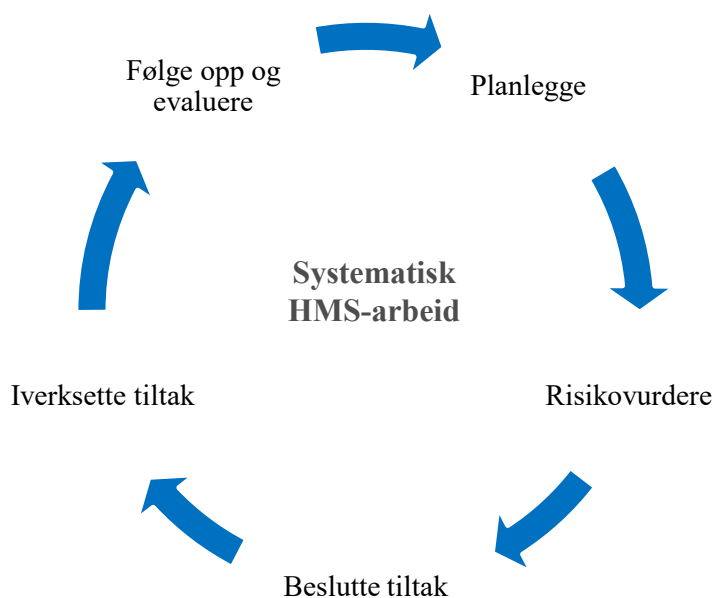 Følge opp og
evaluere
Planlegge
Systematisk
HMS-arbeid
Iverksette tiltak
Risikovurdere
Beslutte tiltak